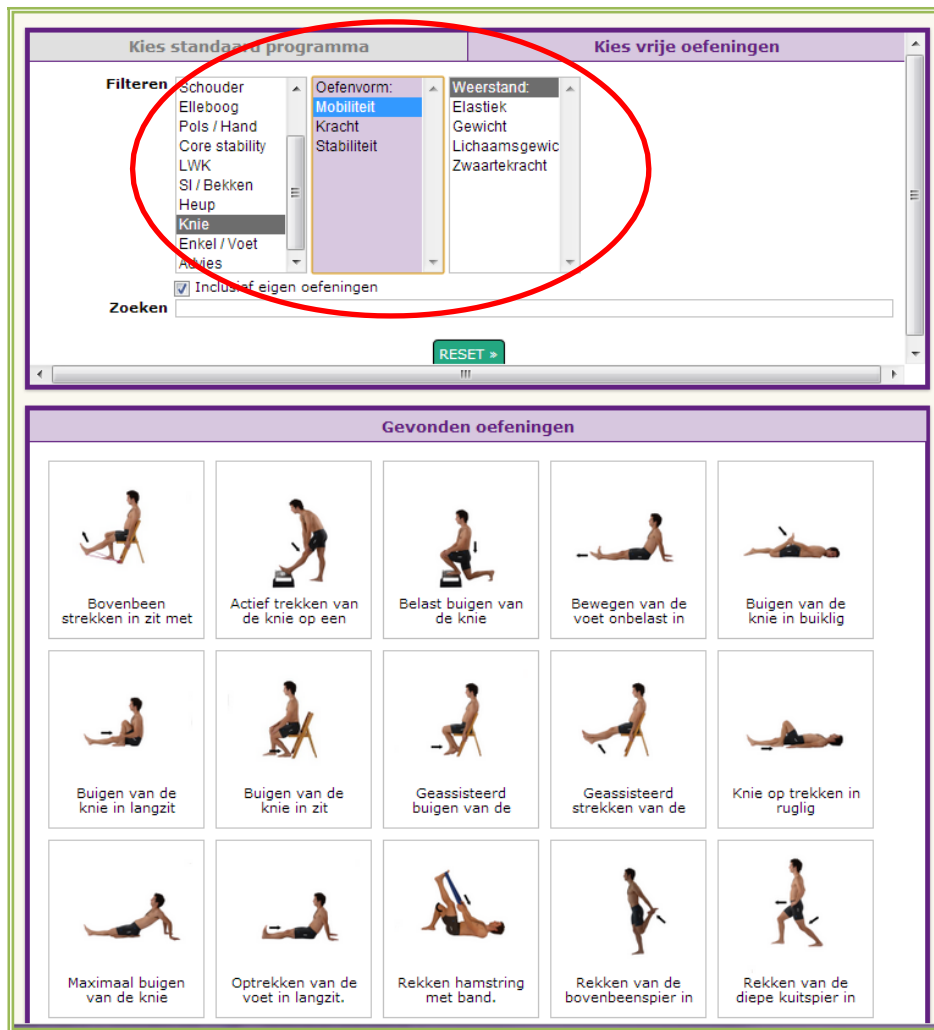 Kies standaard programma
Kies vrije oefeningen
Filteren
Schouder
Elleboog
Pols / Hand
Core stability
LWK
SI / Bekken
Heup
Knie
Enkel / Voet
Advies
Oefenvorm:
Mobiliteit
Kracht
Stabiliteit
Weerstand:
Elastiek
Gewicht
Lichaamsgewic
Zwaartekracht
Inclusief eigen oefeningen
Zoeken
RESET »
Gevonden oefeningen
Bovenbeen
strekken in zit met
Actief trekken van
de knie op een
Belast buigen van
de knie
Bewegen van de
voet onbelast in
Buigen van de
knie in buiklig
Buigen van de
knie in langzit
Buigen van de
knie in zit
Geassisteerd
buigen van de
Geassisteerd
strekken van de
Knie op trekken in
ruglig
Maximaal buigen
van de knie
Optrekken van de
voet in langzit.
Rekken hamstring
met band.
Rekken van de
bovenbeenspier in
Rekken van de
diepe kuitspier in